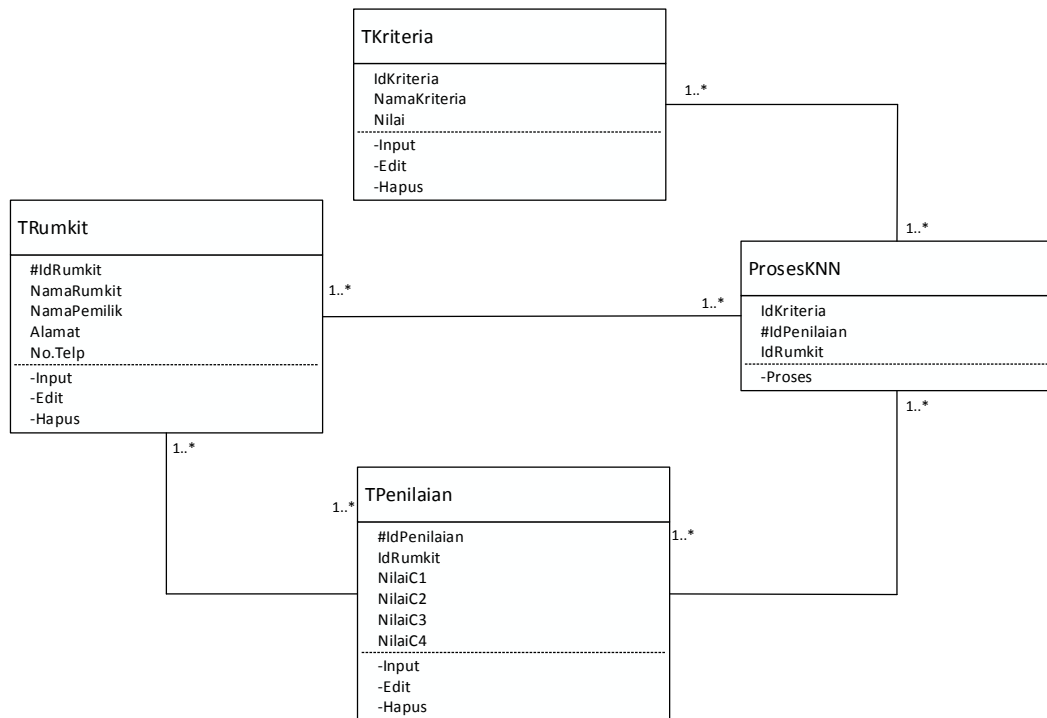 TKriteria
IdKriteria
NamaKriteria
Nilai
-Input
-Edit
-Hapus
1..*
1..*
TRumkit
#IdRumkit
NamaRumkit
NamaPemilik
Alamat
No.Telp
-Input
-Edit
-Hapus
1..*
1..*
ProsesKNN
IdKriteria
#IdPenilaian
IdRumkit
-Proses
1..*
1..*
TPenilaian
#IdPenilaian
IdRumkit
NilaiC1
NilaiC2
NilaiC3
NilaiC4
-Input
-Edit
-Hapus
1..*
1..*